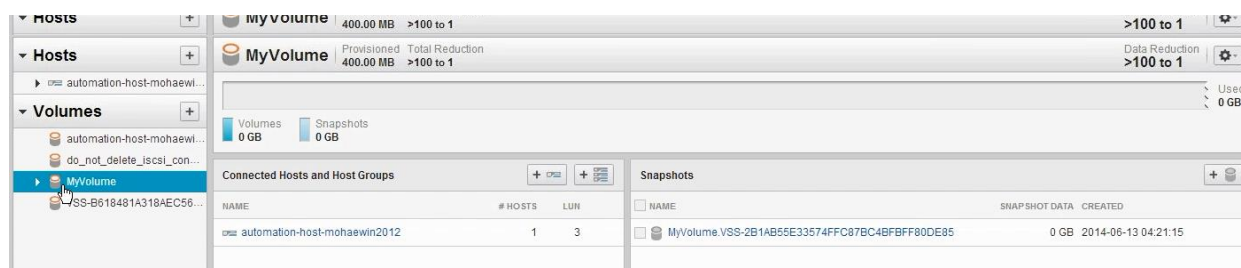 Hosts
MyVolume 400.00 MB >100 to 1 >100 to 1
Hosts
MyVolume Provisioned Total Reduction Data Reduction
400.00 MB >100 to 1 >100 to 1
automation-host-mohaewi...
Volumes
Used
0 GB
Volumes Snapshots
0 GB 0 GB
automation-host-mohaewi...
do_not_delete_iscsi_con...
MyVolume
VSS-B618481A318AEC56...
Connected Hosts and Host Groups
NAME # HOSTS LUN
automation-host-mohaewin2012 1 3
Snapshots
NAME SNAPSHOT DATA CREATED
MyVolume.VSS-2B1AB55E33574FFC87BC4BFBFF80DE85 0 GB 2014-06-13 04:21:15